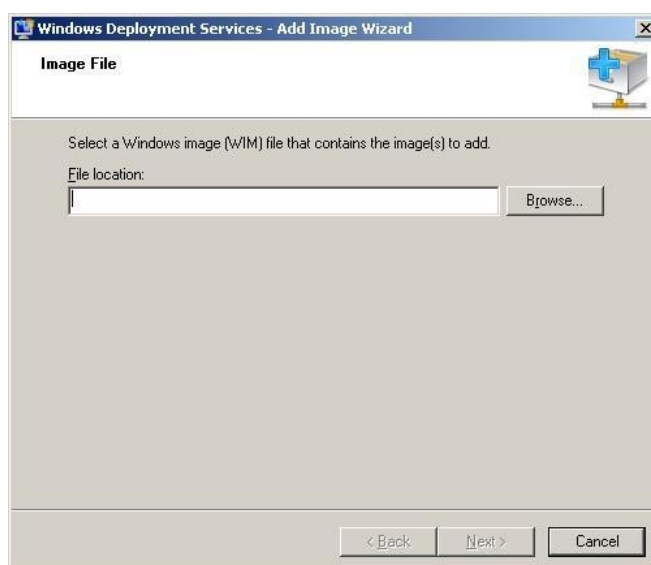 Windows Deployment Services - Add Image Wizard
Image File
Select a Windows image (WIM) file that contains the image(s) to add.
File location:
Browse...
< Back Next > Cancel